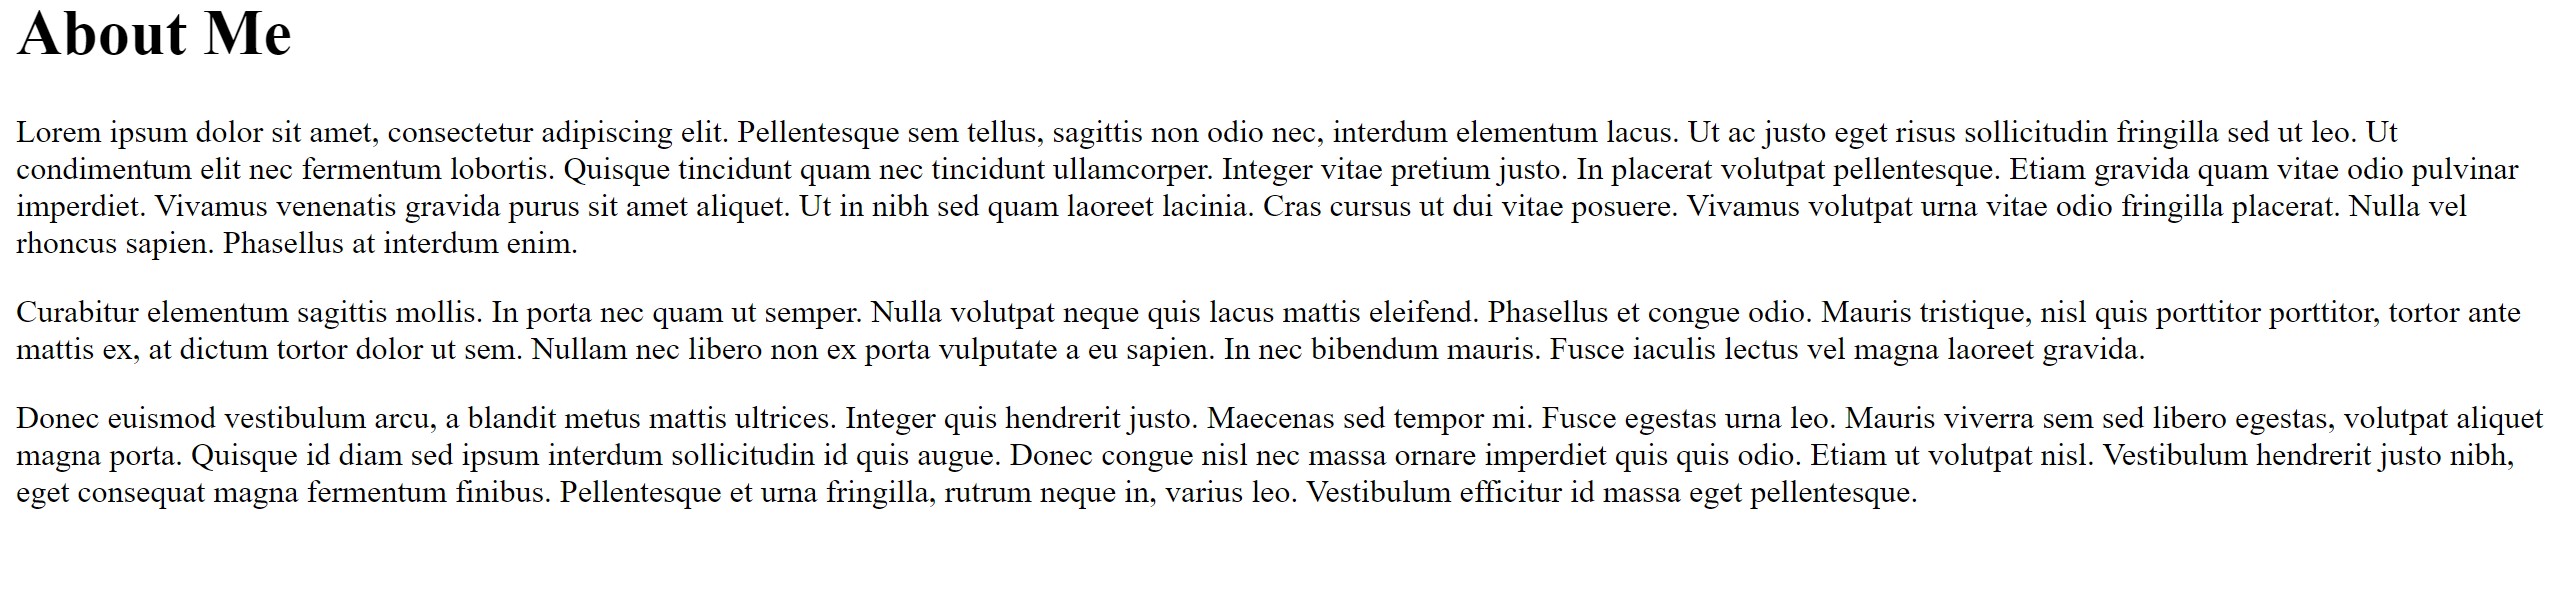 About Me
Lorem ipsum dolor sit amet, consectetur adipiscing elit. Pellentesque sem tellus, sagittis non odio nec, interdum elementum lacus. Ut ac justo eget risus sollicitudin fringilla sed ut leo. Ut
condimentum elit nec fermentum lobortis. Quisque tincidunt quam nec tincidunt ullamcorper. Integer vitae pretium justo. In placerat volutpat pellentesque. Etiam gravida quam vitae odio pulvinar
imperdiet. Vivamus venenatis gravida purus sit amet aliquet. Ut in nibh sed quam laoreet lacinia. Cras cursus ut dui vitae posuere. Vivamus volutpat urna vitae odio fringilla placerat. Nulla vel
rhoncus sapien. Phasellus at interdum enim.
Curabitur elementum sagittis mollis. In porta nec quam ut semper. Nulla volutpat neque quis lacus mattis eleifend. Phasellus et congue odio. Mauris tristique, nisl quis porttitor porttitor, tortor ante
mattis ex, at dictum tortor dolor ut sem. Nullam nec libero non ex porta vulputate a eu sapien. In nec bibendum mauris. Fusce iaculis lectus vel magna laoreet gravida.
Donec euismod vestibulum arcu, a blandit metus mattis ultrices. Integer quis hendrerit justo. Maecenas sed tempor mi. Fusce egestas urna leo. Mauris viverra sem sed libero egestas, volutpat aliquet
magna porta. Quisque id diam sed ipsum interdum sollicitudin id quis augue. Donec congue nisl nec massa ornare imperdiet quis quis odio. Etiam ut volutpat nisl. Vestibulum hendrerit justo nibh,
eget consequat magna fermentum finibus. Pellentesque et urna fringilla, rutrum neque in, varius leo. Vestibulum efficitur id massa eget pellentesque.